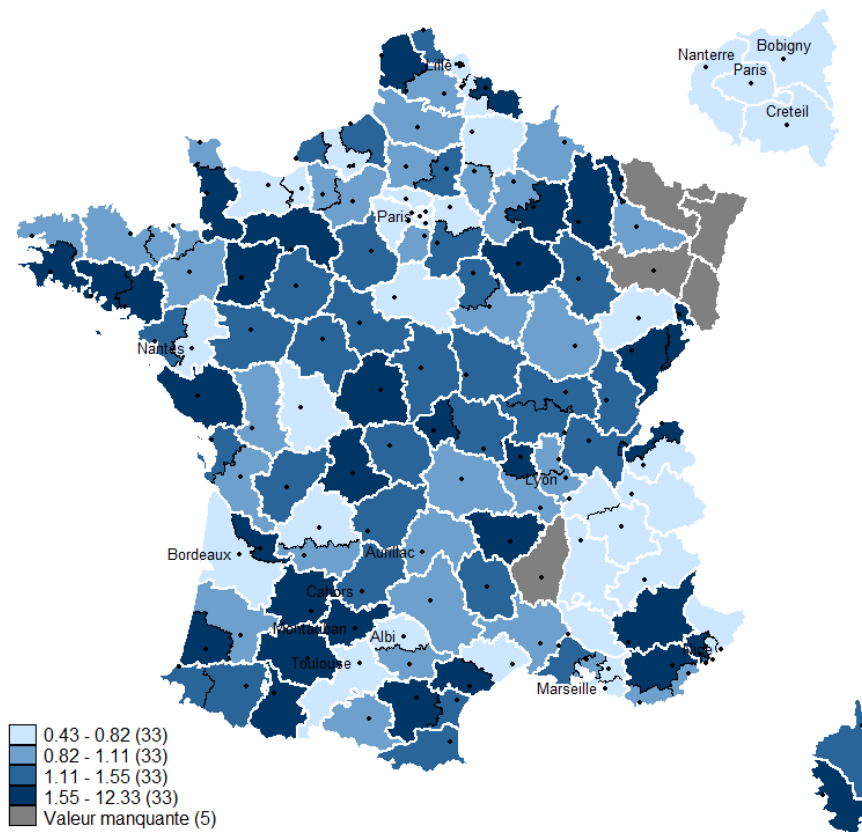 Bobigny
Nanterre
Paris
Creteil
Lille
Paris
Nantes
Lyon
Bordeaux
Aurillac
Cahors
Montauban
Albi
Toulouse
Nice
Marseille
0.43 - 0.82 (33)
0.82 - 1.11 (33)
1.11 - 1.55 (33)
1.55 - 12.33 (33)
Valeur manquante (5)